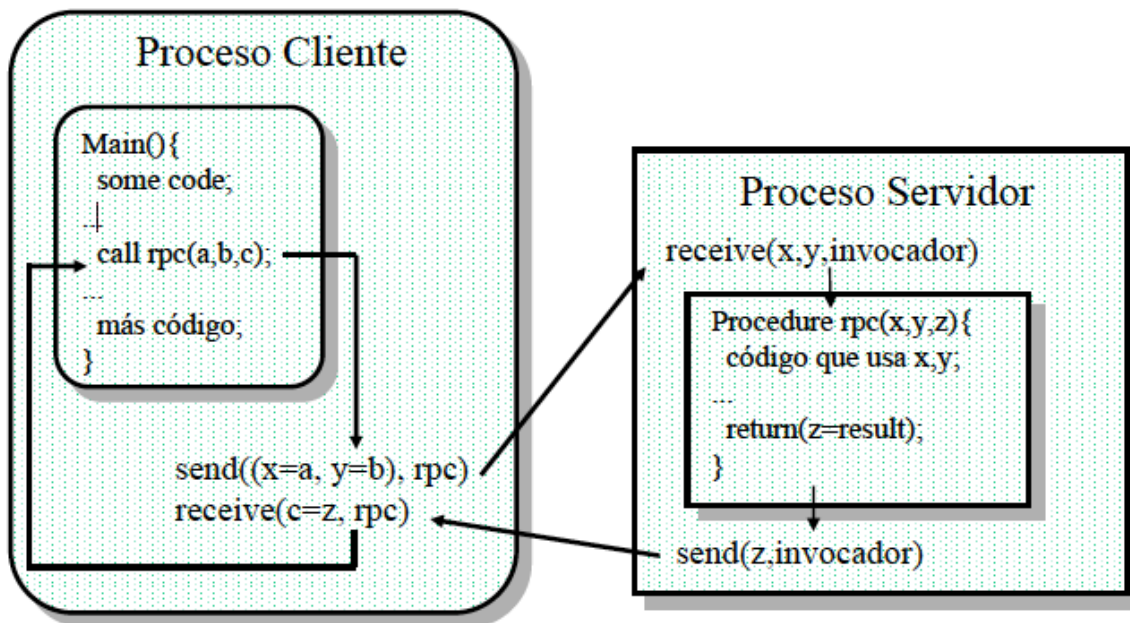 Proceso Cliente
Main(){
some code;
...
call rpc(a,b,c);
...
más código;
}
send((x=a, y=b), rpc)
receive(c=z, rpc)
Proceso Servidor
receive(x,y,invocador)
Procedure rpc(x,y,z){
código que usa x,y;
...
return(z=result);
}
send(z,invocador)